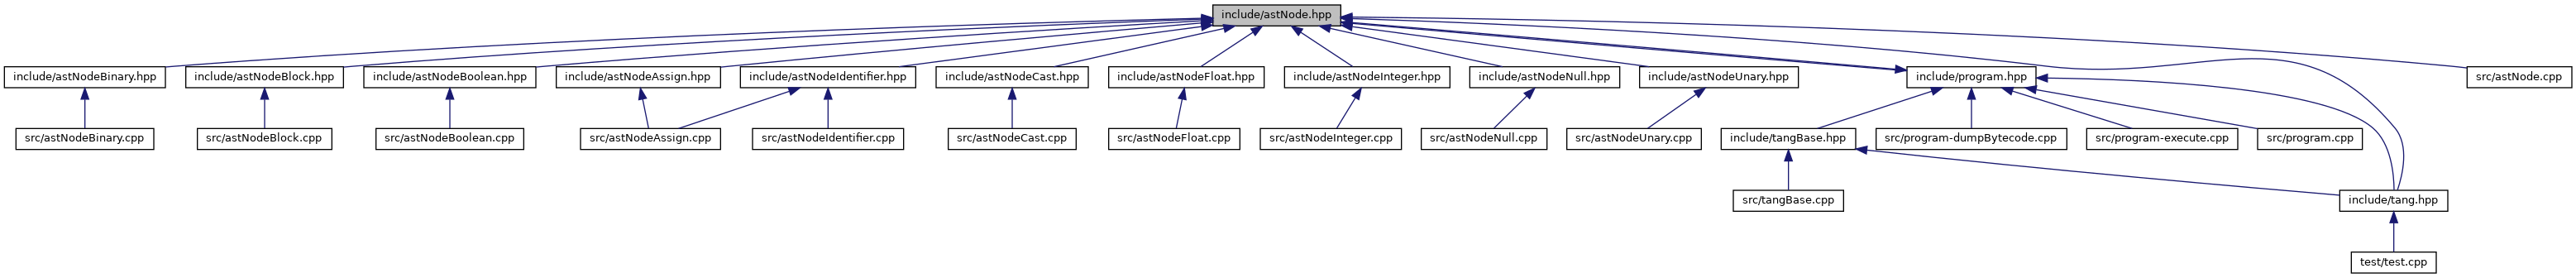 include/astNode.hpp
include/astNodeBinary.hpp
include/astNodeBlock.hpp
include/astNodeBoolean.hpp
include/astNodeAssign.hpp
include/astNodeIdentifier.hpp
include/astNodeCast.hpp
include/astNodeFloat.hpp
include/astNodeInteger.hpp
include/astNodeNull.hpp
include/astNodeUnary.hpp
include/program.hpp
src/astNode.cpp
src/astNodeBinary.cpp
src/astNodeBlock.cpp
src/astNodeBoolean.cpp
src/astNodeAssign.cpp
src/astNodeIdentifier.cpp
src/astNodeCast.cpp
src/astNodeFloat.cpp
src/astNodeInteger.cpp
src/astNodeNull.cpp
src/astNodeUnary.cpp
include/tangBase.hpp
src/program-dumpBytecode.cpp
src/program-execute.cpp
src/program.cpp
src/tangBase.cpp
include/tang.hpp
test/test.cpp